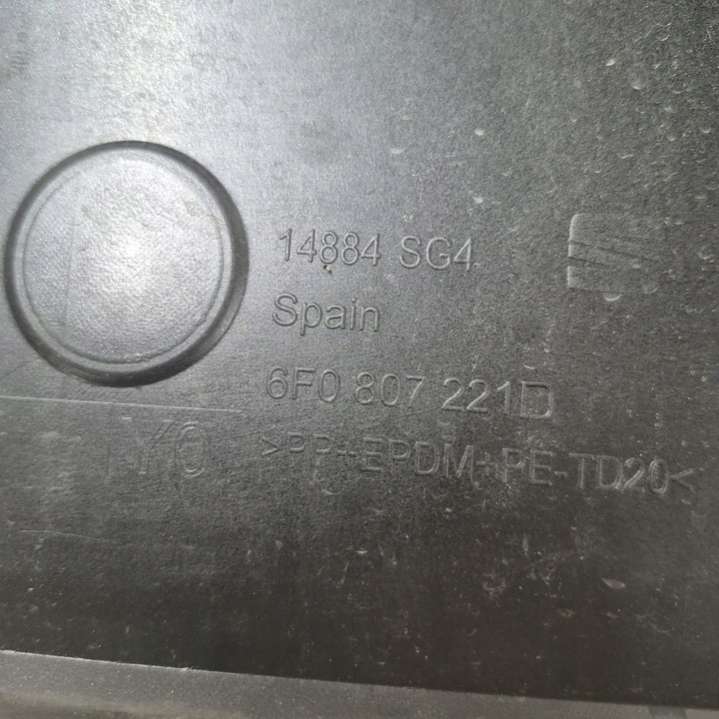 14884 SG4
Spain
6F0 807 221D
>PP+EPDM+PE-TD20<